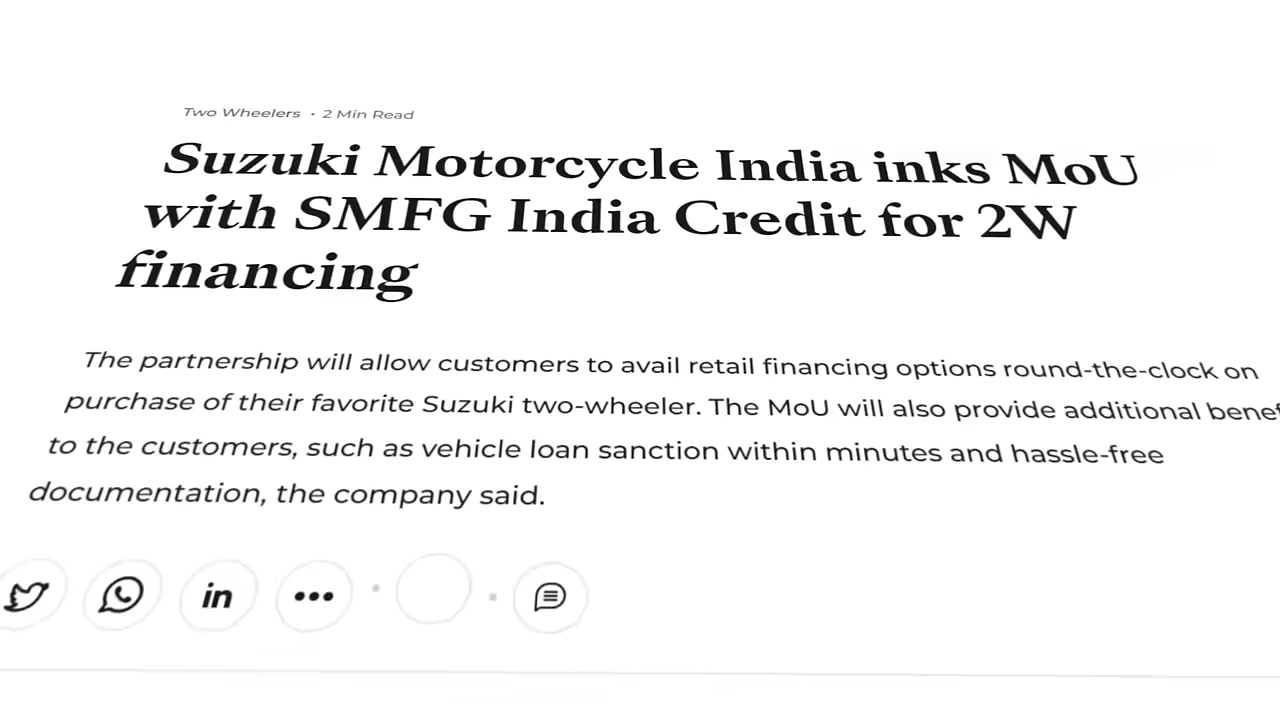 Two Wheelers · 2 Min Read
Suzuki Motorcycle India inks MoU
with SMFG India Credit for 2W
financing
The partnership will allow customers to avail retail financing options round-the-clock on
purchase of their favorite Suzuki two-wheeler. The MoU will also provide additional
to the customers, such as vehicle loan sanction within minutes and hassle-free
documentation, the company said.
in